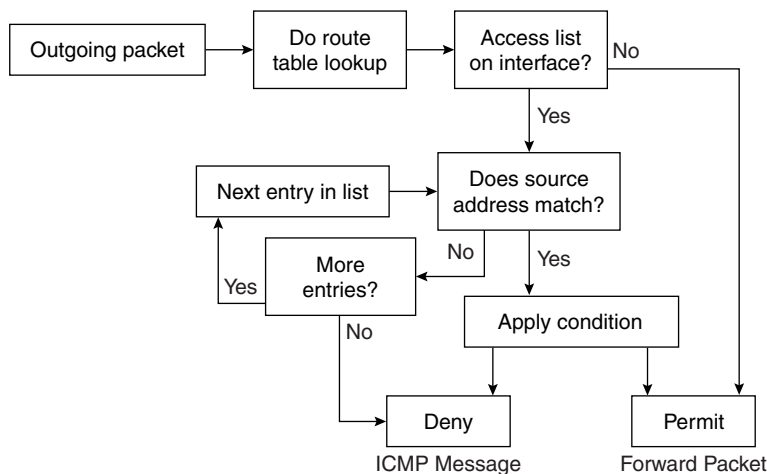 Outgoing packet
Do route
table lookup
Access list
on interface?
No
Yes
Next entry in list
Does source
address match?
No
Yes
More
entries?
Yes
No
Apply condition
Deny
Permit
ICMP Message
Forward Packet